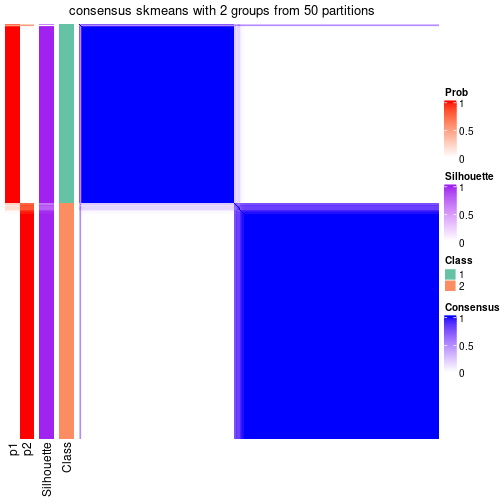 consensus skmeans with 2 groups from 50 partitions
Prob
1
0.5
0
Silhouette
1
0.5
0
Class
1
2
Consensus
1
0.5
0
p1
p2
Silhouette
Class